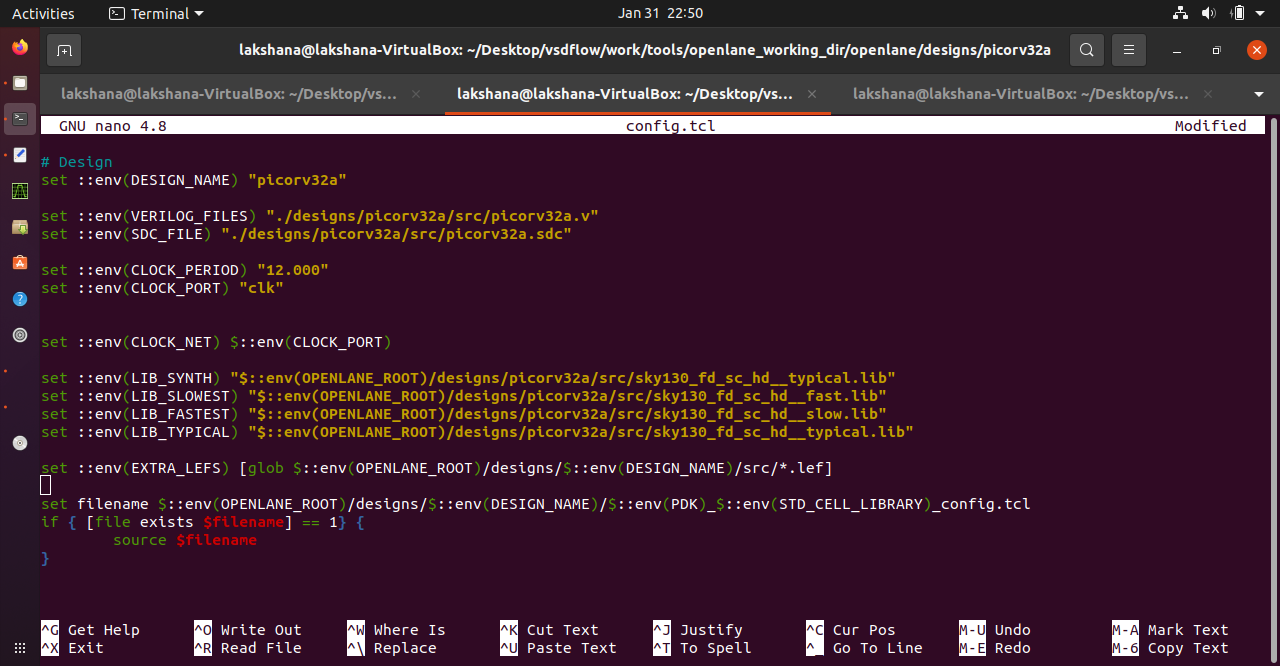 Activities Terminal Jan 31 22:50
lakshana@lakshana-VirtualBox: ~/Desktop/vsdflow/work/tools/openlane_working_dir/openlane/designs/picorv32a
lakshana@lakshana-VirtualBox: ~/Desktop/vs... lakshana@lakshana-VirtualBox: ~/Desktop/vs... lakshana@lakshana-VirtualBox: ~/Desktop/vs...
GNU nano 4.8 config.tcl Modified
# Design
set ::env(DESIGN_NAME) "picorv32a"
set ::env(VERILOG_FILES) "./designs/picorv32a/src/picorv32a.v"
set ::env(SDC_FILE) "./designs/picorv32a/src/picorv32a.sdc"
set ::env(CLOCK_PERIOD) "12.000"
set ::env(CLOCK_PORT) "clk"
set ::env(CLOCK_NET) $::env(CLOCK_PORT)
set ::env(LIB_SYNTH) "$::env(OPENLANE_ROOT)/designs/picorv32a/src/sky130_fd_sc_hd__typical.lib"
set ::env(LIB_SLOWEST) "$::env(OPENLANE_ROOT)/designs/picorv32a/src/sky130_fd_sc_hd__fast.lib"
set ::env(LIB_FASTEST) "$::env(OPENLANE_ROOT)/designs/picorv32a/src/sky130_fd_sc_hd__slow.lib"
set ::env(LIB_TYPICAL) "$::env(OPENLANE_ROOT)/designs/picorv32a/src/sky130_fd_sc_hd__typical.lib"
set ::env(EXTRA_LEFS) [glob $::env(OPENLANE_ROOT)/designs/$::env(DESIGN_NAME)/src/*.lef]
set filename $::env(OPENLANE_ROOT)/designs/$::env(DESIGN_NAME)/$::env(PDK)_$::env(STD_CELL_LIBRARY)_config.tcl
if { [file exists $filename] == 1} {
source $filename
}
^G Get Help ^O Write Out ^W Where Is ^K Cut Text ^J Justify ^C Cur Pos M-U Undo M-A Mark Text
^X Exit ^R Read File ^\ Replace ^U Paste Text ^T To Spell ^_ Go To Line M-E Redo M-6 Copy Text